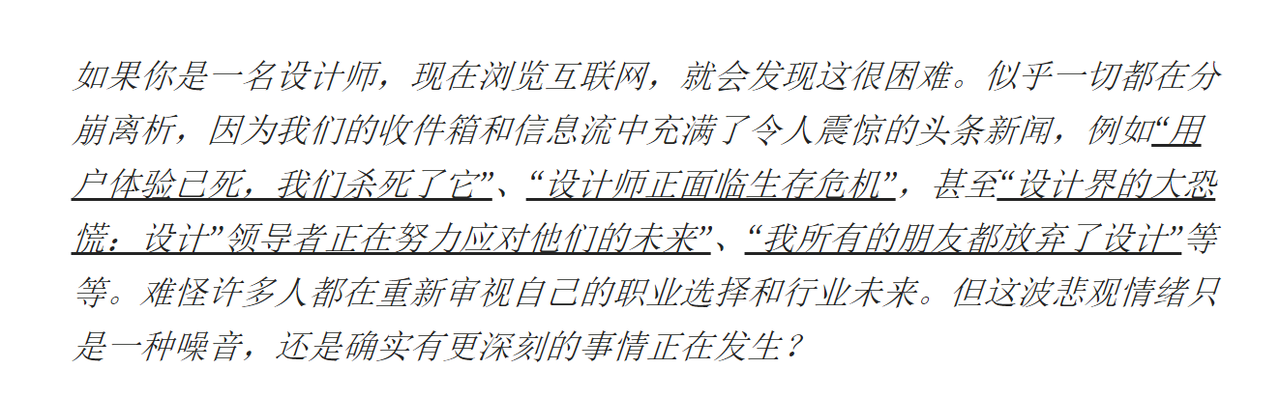 如果你是一名设计师，现在浏览互联网，就会发现这很困难。似乎一切都在分
崩离析，因为我们的收件箱和信息流中充满了令人震惊的头条新闻，例如“用
户体验已死，我们杀死了它”、“设计师正面临生存危机”，甚至“设计界的大恐
慌：设计”领导者正在努力应对他们的未来”、“我所有的朋友都放弃了设计”等
等。难怪许多人都在重新审视自己的职业选择和行业未来。但这波悲观情绪只
是一种噪音，还是确实有更深刻的事情正在发生？